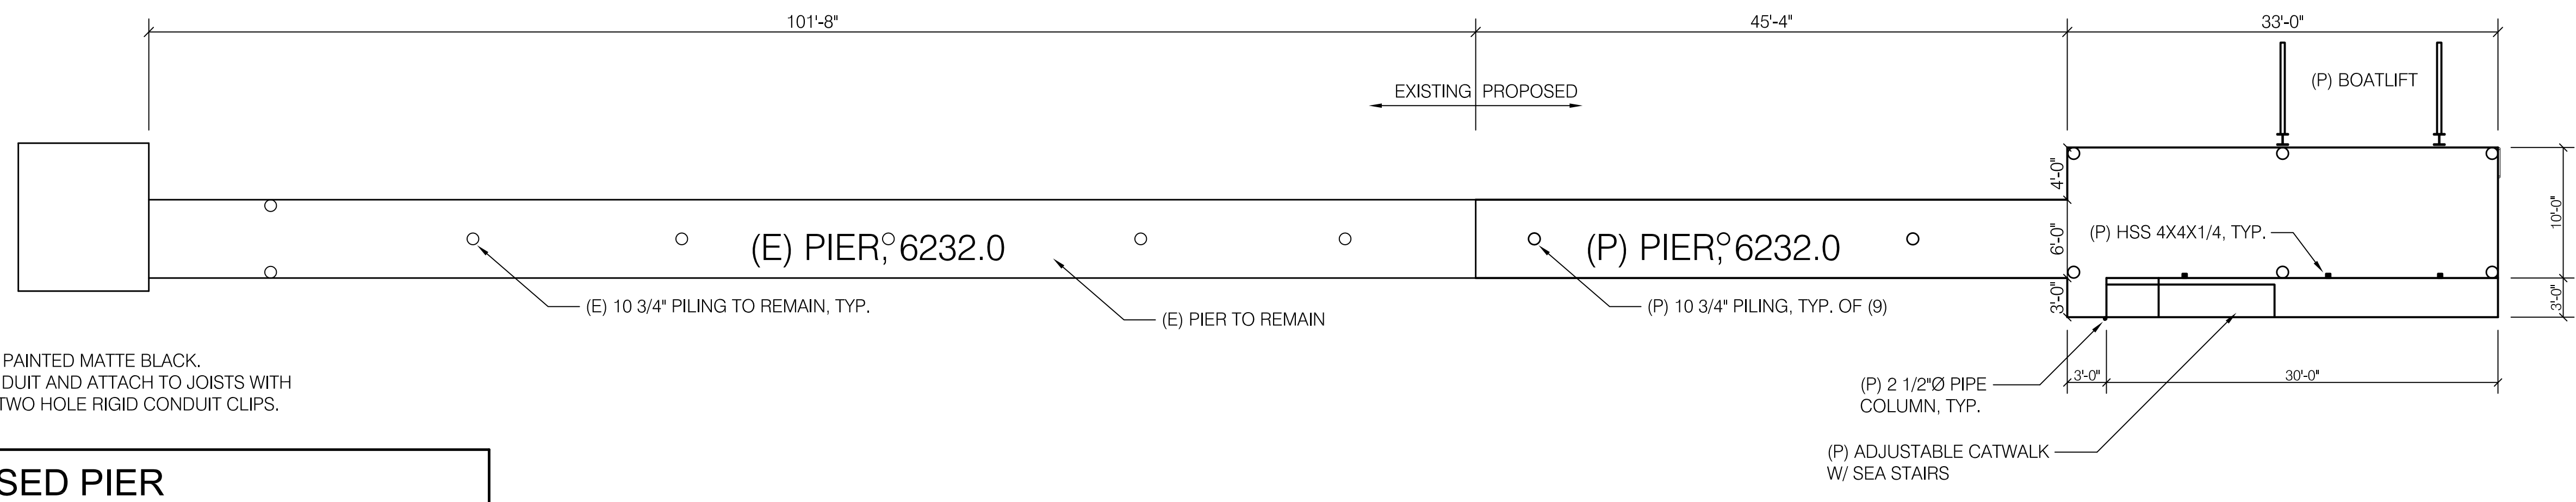 101'-8"
45'-4"
33'-0"
(P) BOATLIFT
EXISTING PROPOSED
4'-0"
10'-0"
(P) HSS 4X4X1/4, TYP.
(E) PIER, 6232.0
(P) PIER, 6232.0
6'-0"
(E) 10 3/4" PILING TO REMAIN, TYP.
(E) PIER TO REMAIN
(P) 10 3/4" PILING, TYP. OF (9)
3'-0"
3'-0"
PAINTED MATTE BLACK.
DUIT AND ATTACH TO JOISTS WITH
TWO HOLE RIGID CONDUIT CLIPS.
(P) 2 1/2"Ø PIPE
COLUMN, TYP.
3'-0"
30'-0"
(P) ADJUSTABLE CATWALK
W/ SEA STAIRS
SED PIER